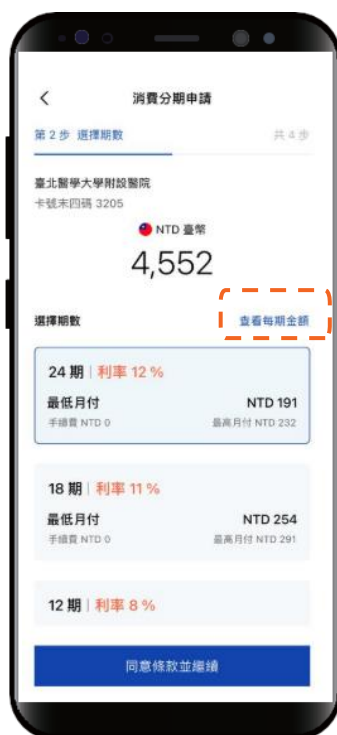 消費分期申請
第 2 步 選擇期數 共 4 步
臺北醫學大學附設醫院
卡號末四碼 3205
NTD 臺幣
4,552
選擇期數 查看每期金額
24 期｜利率 12 %
最低月付 NTD 191
手續費 NTD 0 最高月付 NTD 232
18 期｜利率 11 %
最低月付 NTD 254
手續費 NTD 0 最高月付 NTD 291
12 期｜利率 8 %
同意條款並繼續